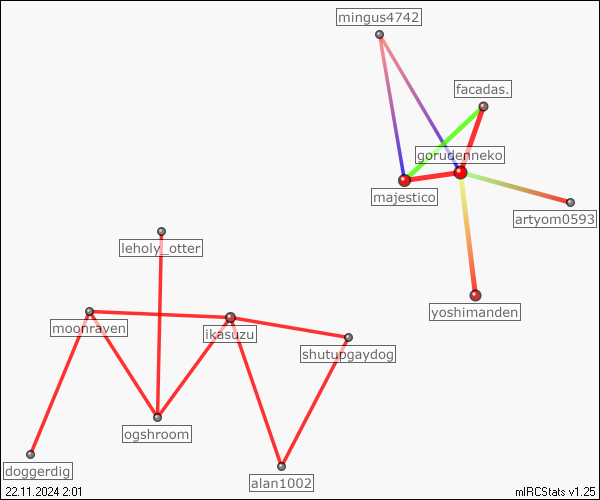 mingus4742
facadas.
gorudenneko
majestico
artyom0593
leholy_otter
yoshimanden
moonraven
ikasuzu
shutupgaydog
ogshroom
doggerdig
alan1002
22.11.2024 2:01
mIRCStats v1.25